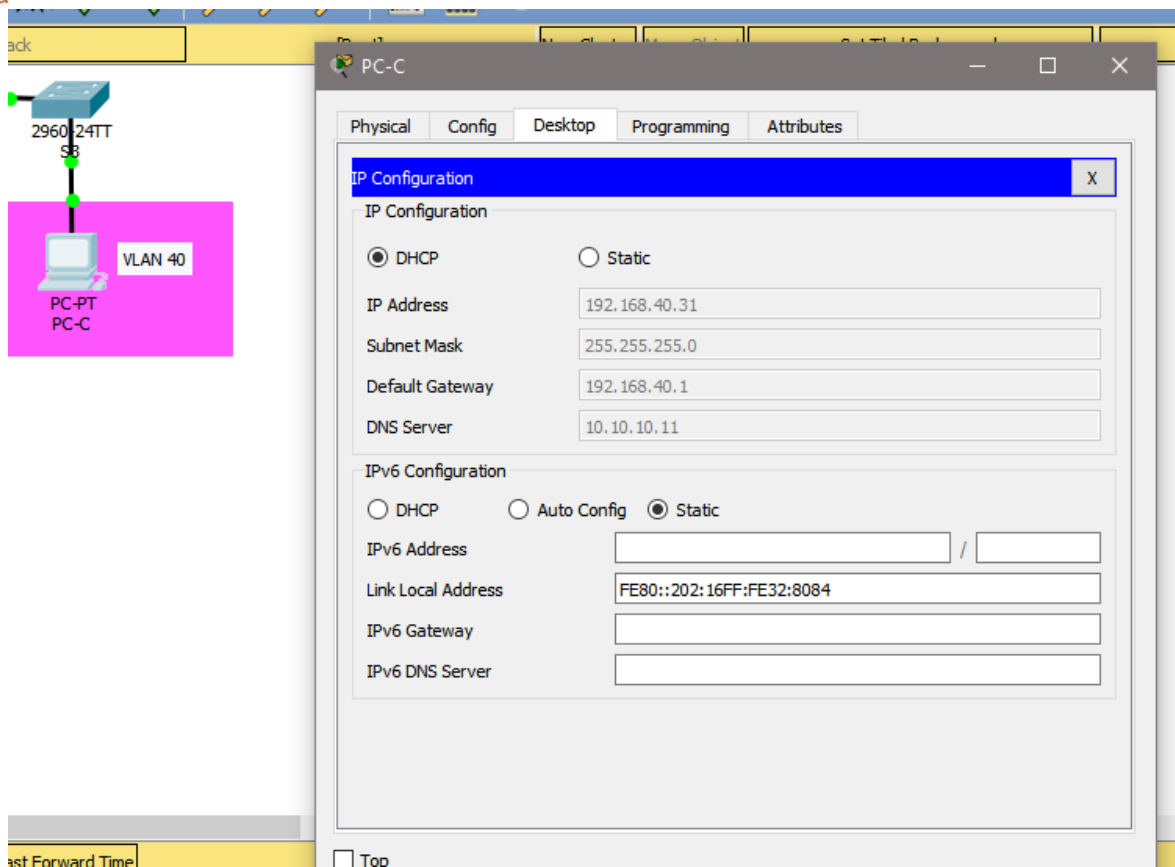 PC-C
2960-24TT
S3
Physical Config Desktop Programming Attributes
IP Configuration X
IP Configuration
VLAN 40
PC-PT
PC-C
DHCP Static
IP Address 192.168.40.31
Subnet Mask 255.255.255.0
Default Gateway 192.168.40.1
DNS Server 10.10.10.11
IPv6 Configuration
DHCP Auto Config Static
IPv6 Address /
Link Local Address FE80::202:16FF:FE32:8084
IPv6 Gateway
IPv6 DNS Server
Top
ast Forward Time